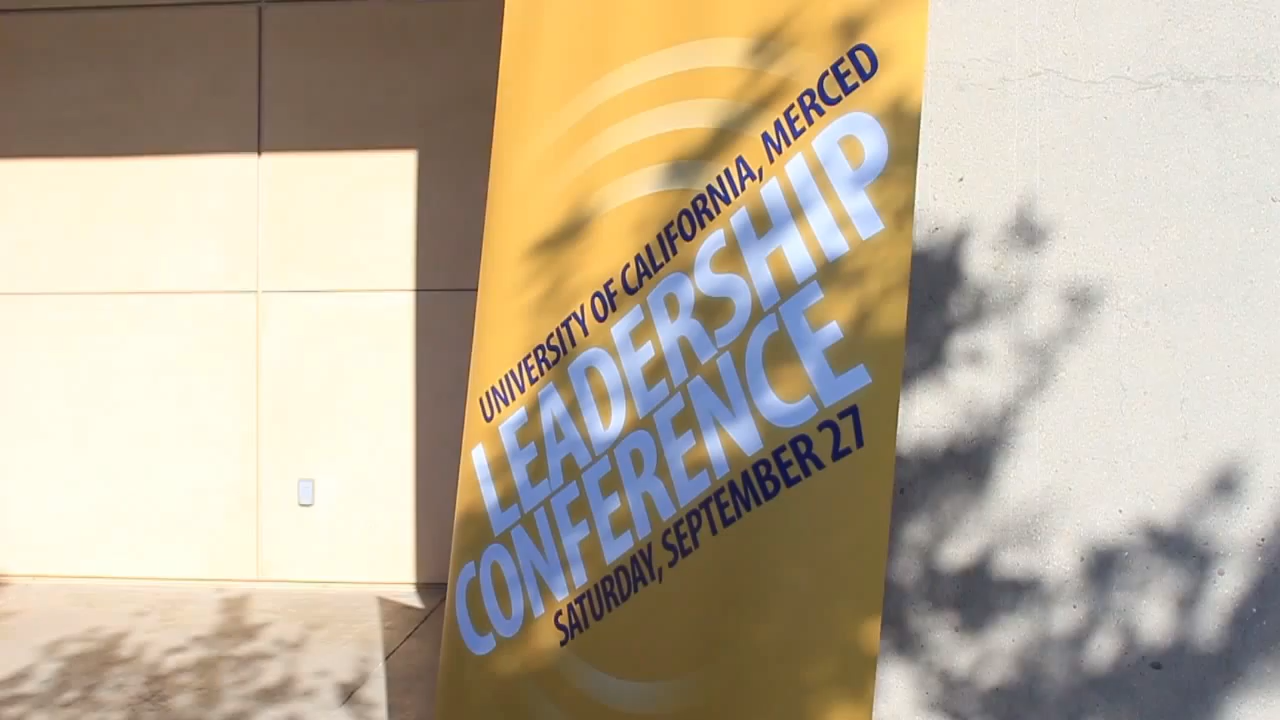 UNIVERSITY OF CALIFORNIA, MERCED
LEADERSHIP
CONFERENCE
SATURDAY, SEPTEMBER 27